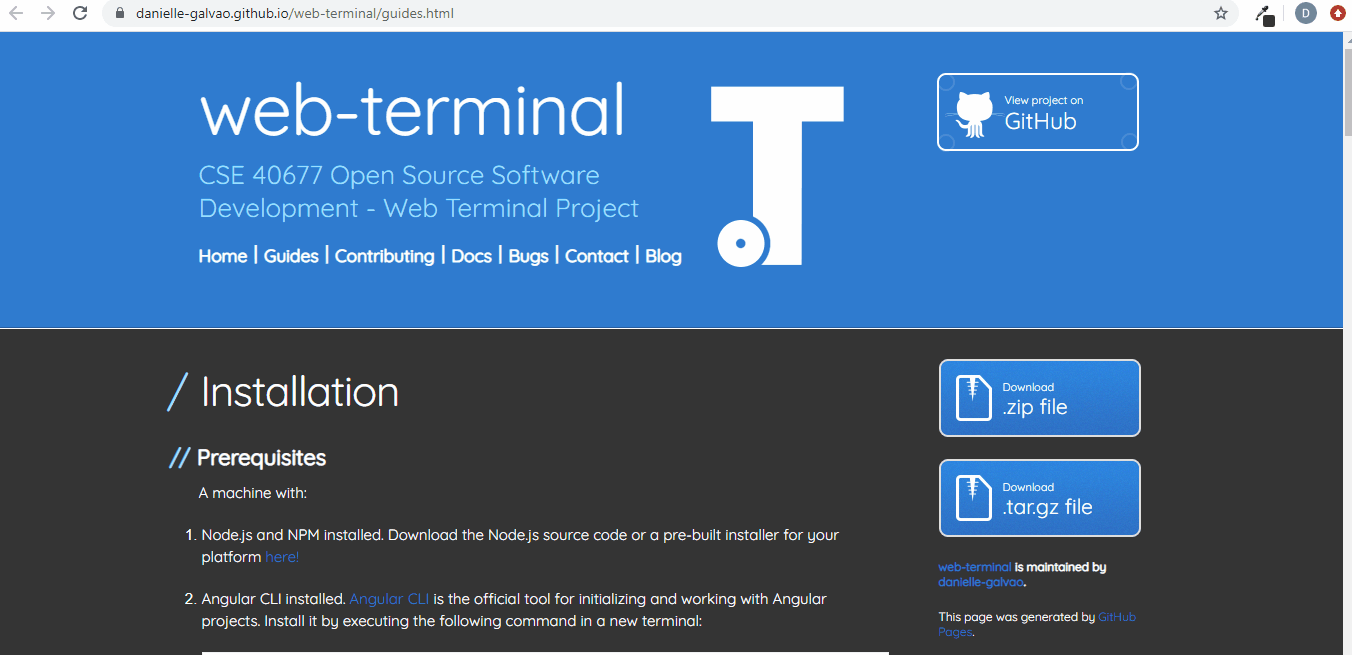 danielle-galvao.github.io/web-terminal/guides.html
D
web-terminal
View project on
GitHub
CSE 40677 Open Source Software
Development - Web Terminal Project
Home | Guides | Contributing | Docs | Bugs | Contact | Blog
/ Installation
Download
.zip file
// Prerequisites
A machine with:
Download
.tar.gz file
1. Node.js and NPM installed. Download the Node.js source code or a pre-built installer for your
platform here!
web-terminal is maintained by
danielle-galvao.
2. Angular CLI installed. Angular CLI is the official tool for initializing and working with Angular
projects. Install it by executing the following command in a new terminal:
This page was generated by GitHub
Pages.